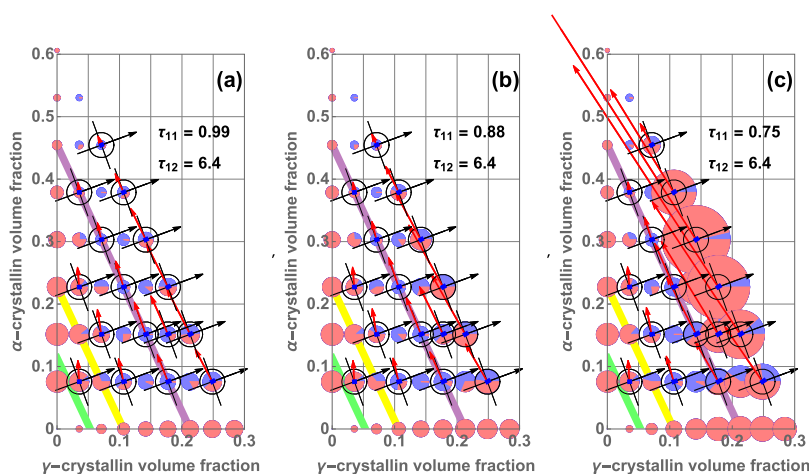 (a)
τ11 = 0.99
τ12 = 6.4
0.6
0.5
0.4
0.3
0.2
0.1
0
0 0.1 0.2 0.3
α−crystallin volume fraction
γ−crystallin volume fraction
,
(b)
τ11 = 0.88
τ12 = 6.4
0.6
0.5
0.4
0.3
0.2
0.1
0
0 0.1 0.2 0.3
α−crystallin volume fraction
γ−crystallin volume fraction
,
(c)
τ11 = 0.75
τ12 = 6.4
0.6
0.5
0.4
0.3
0.2
0.1
0
0 0.1 0.2 0.3
α−crystallin volume fraction
γ−crystallin volume fraction